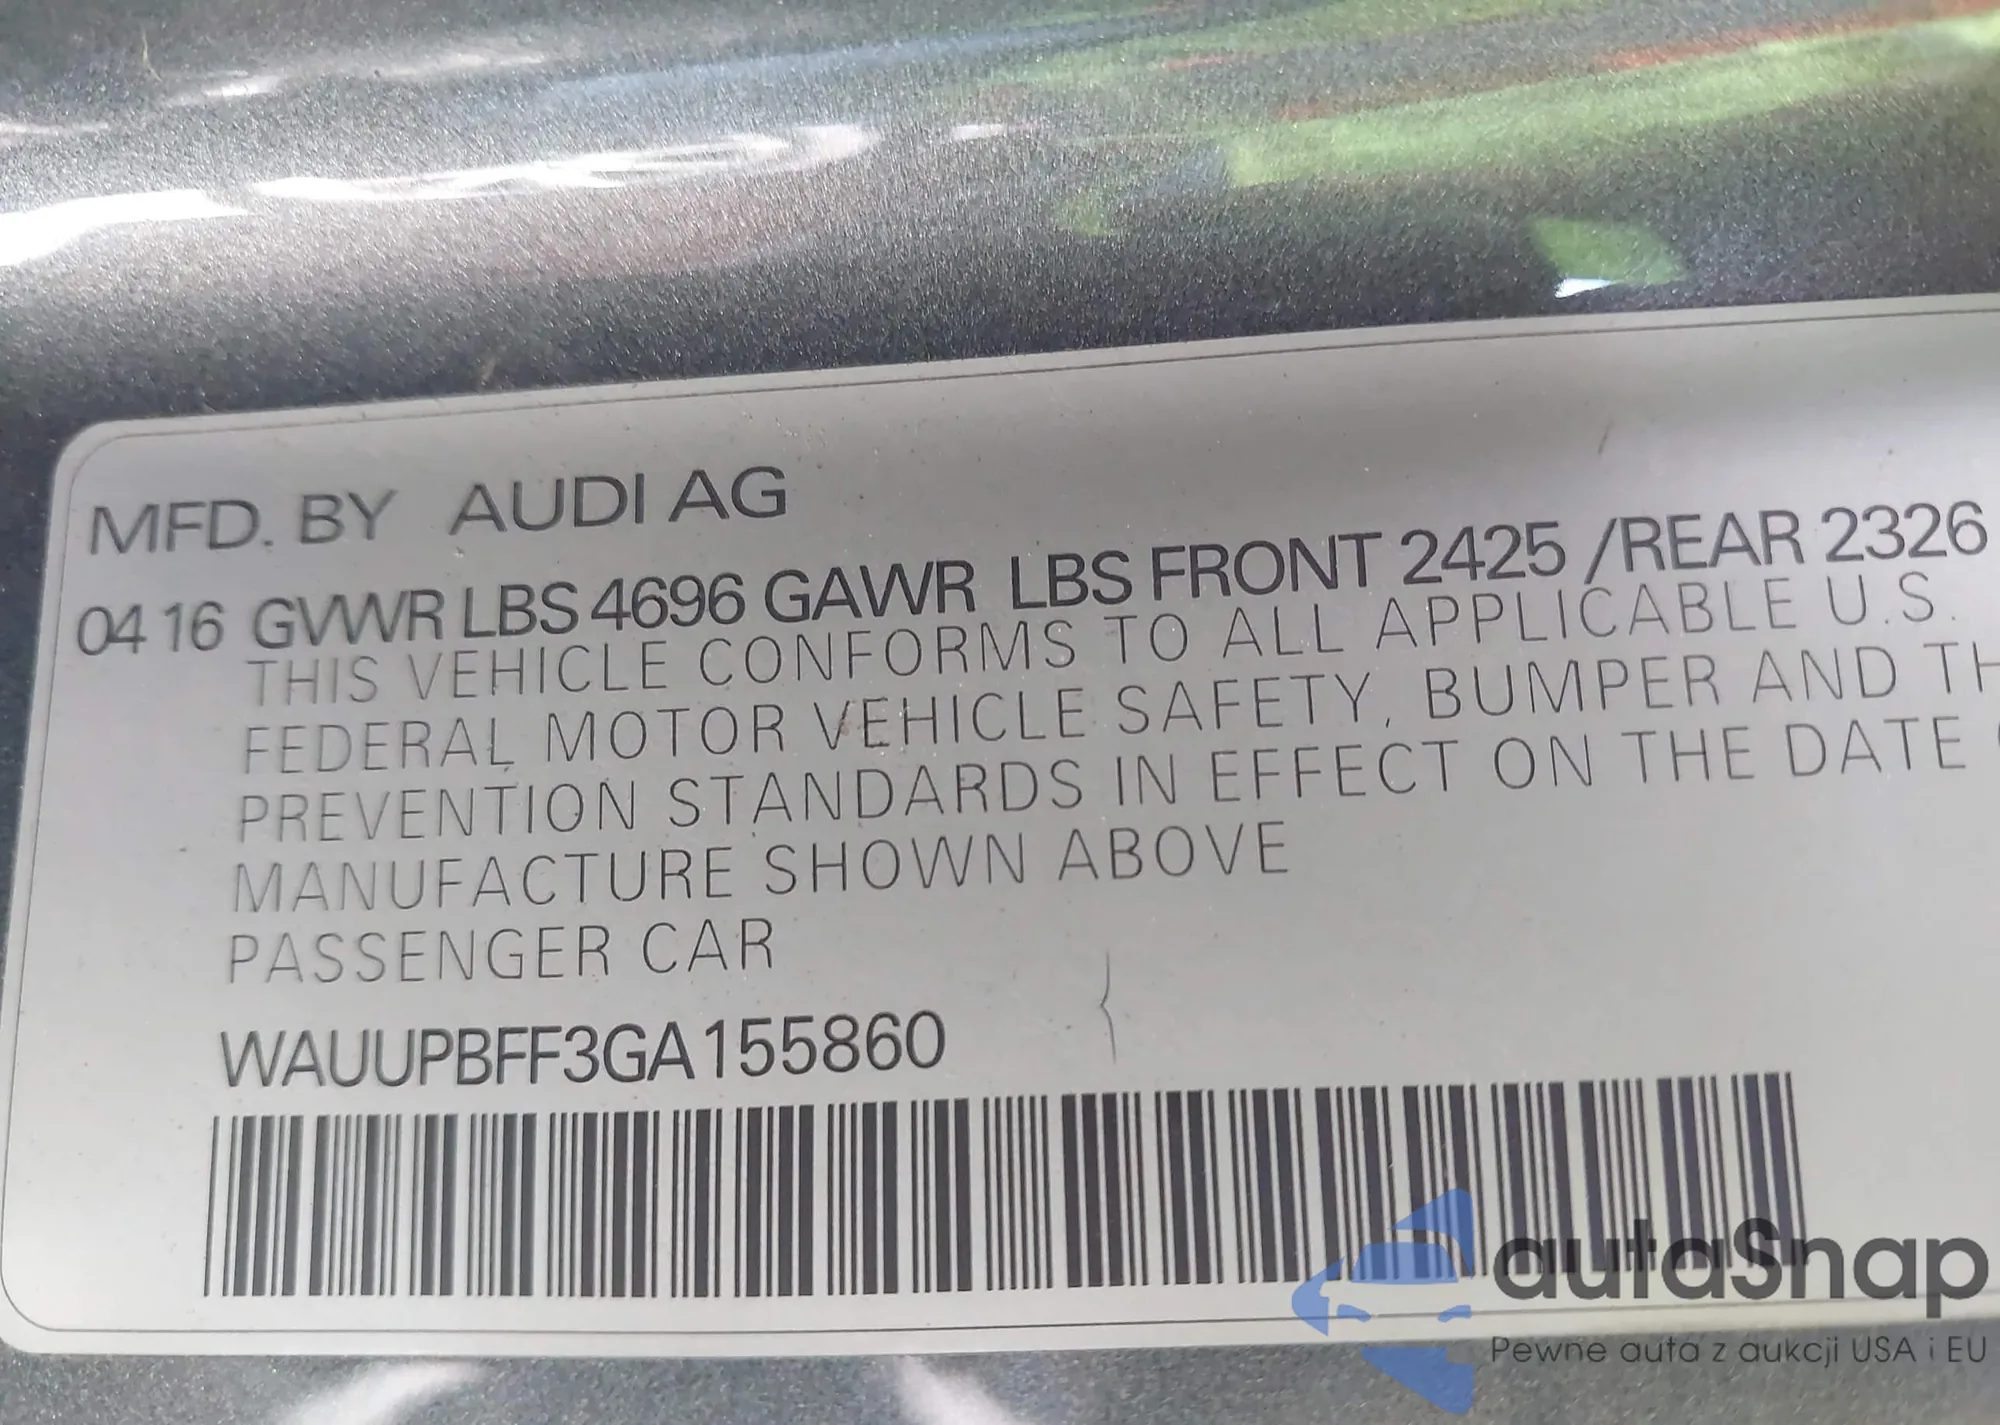 MFD. BY AUDI AG
04 16 GVWR LBS 4696 GAWR LBS FRONT 2425 /REAR 2326
THIS VEHICLE CONFORMS TO ALL APPLICABLE U.S.
FEDERAL MOTOR VEHICLE SAFETY, BUMPER AND TH
PREVENTION STANDARDS IN EFFECT ON THE DATE
MANUFACTURE SHOWN ABOVE
PASSENGER CAR
WAUUPBFF3GA155860
autaSnap
Pewne auta z aukcji USA i EU